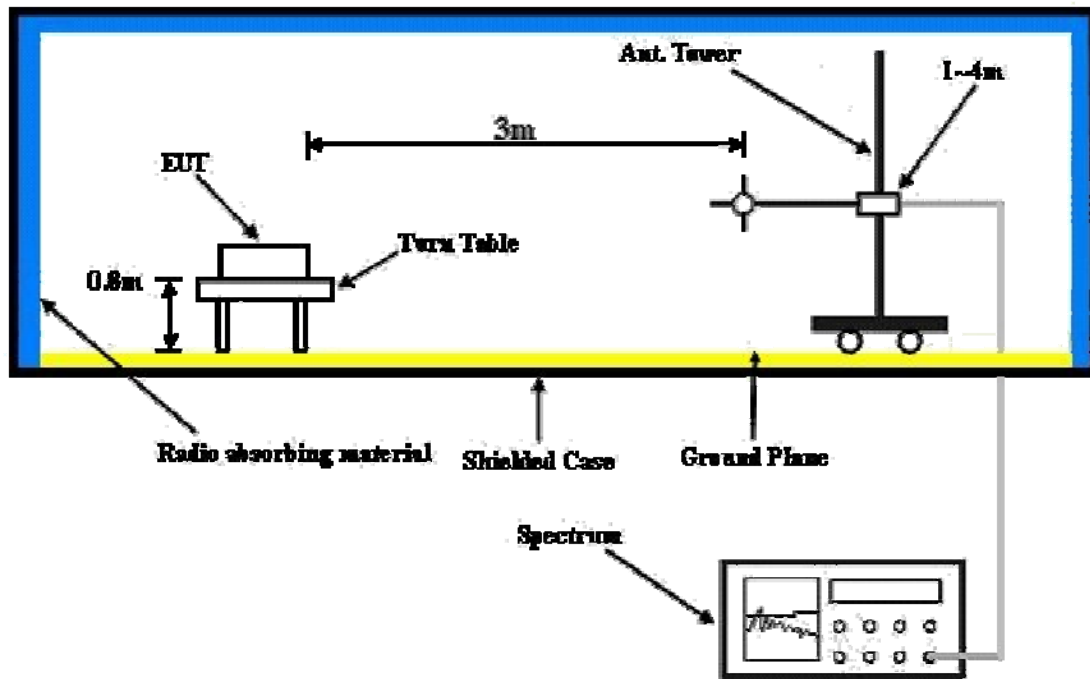 Ant. Tower
1~4m
3m
EUT
Turn Table
0.8m
Radio absorbing material
Shielded Case
Ground Plane
Spectrum